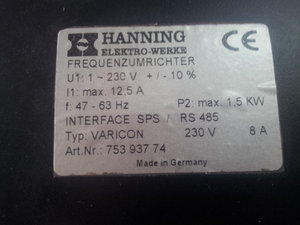 HANNING
ELEKTRO-WERKE
CE
FREQUENZUMRICHTER
U1: 1 ~ 230 V + / - 10 %
I1: max. 12,5 A
f: 47 - 63 Hz P2: max. 1,5 KW
INTERFACE SPS / RS 485
Typ: VARICON 230 V 8 A
Art.Nr.: 753 937 74
Made in Germany